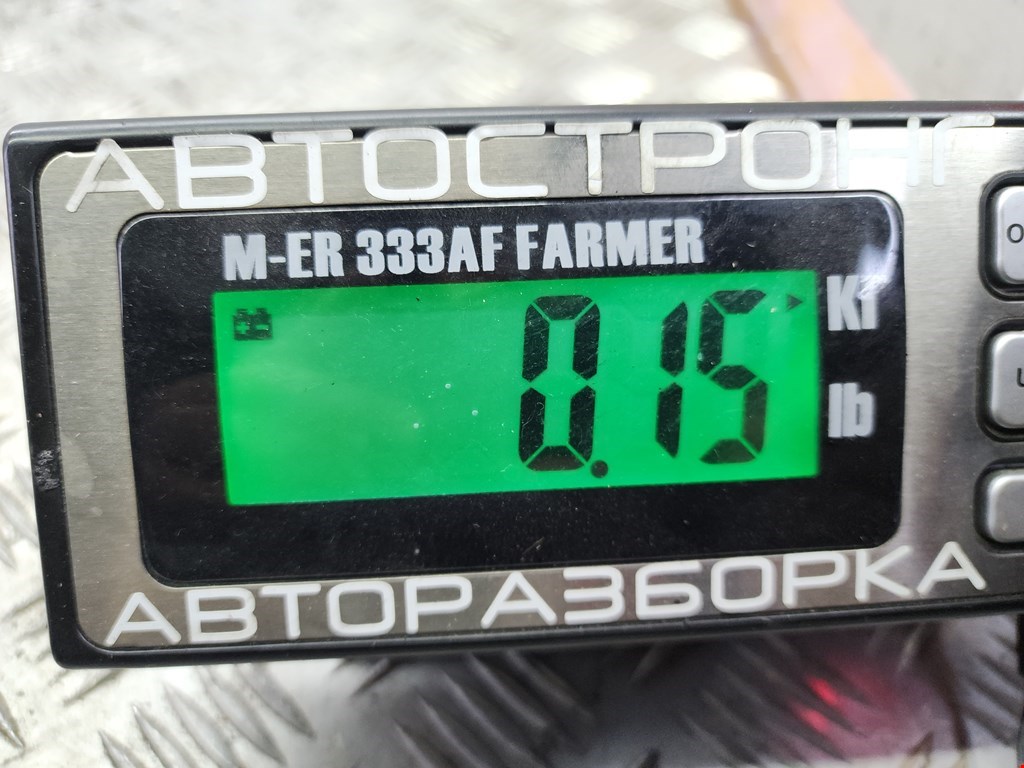 АВТОСТРОНГ
M-ER 333AF FARMER
0.15
КГ
lb
АВТОРАЗБОРКА